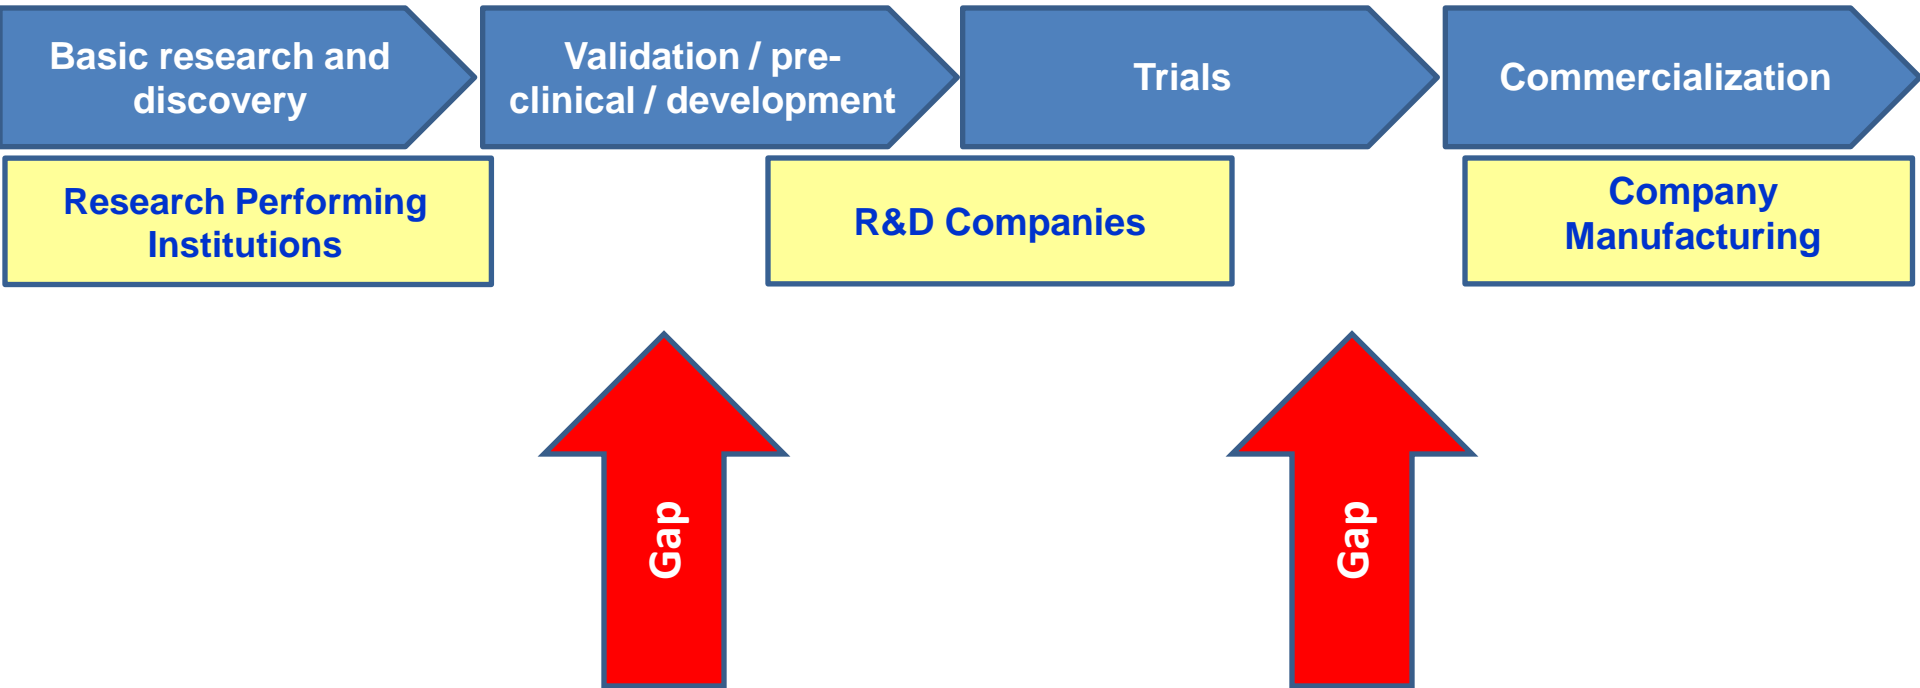 Basic research and
discovery
Validation / pre-
clinical / development
Trials
Commercialization
Research Performing
Institutions
R&D Companies
Company
Manufacturing
Gap
Gap